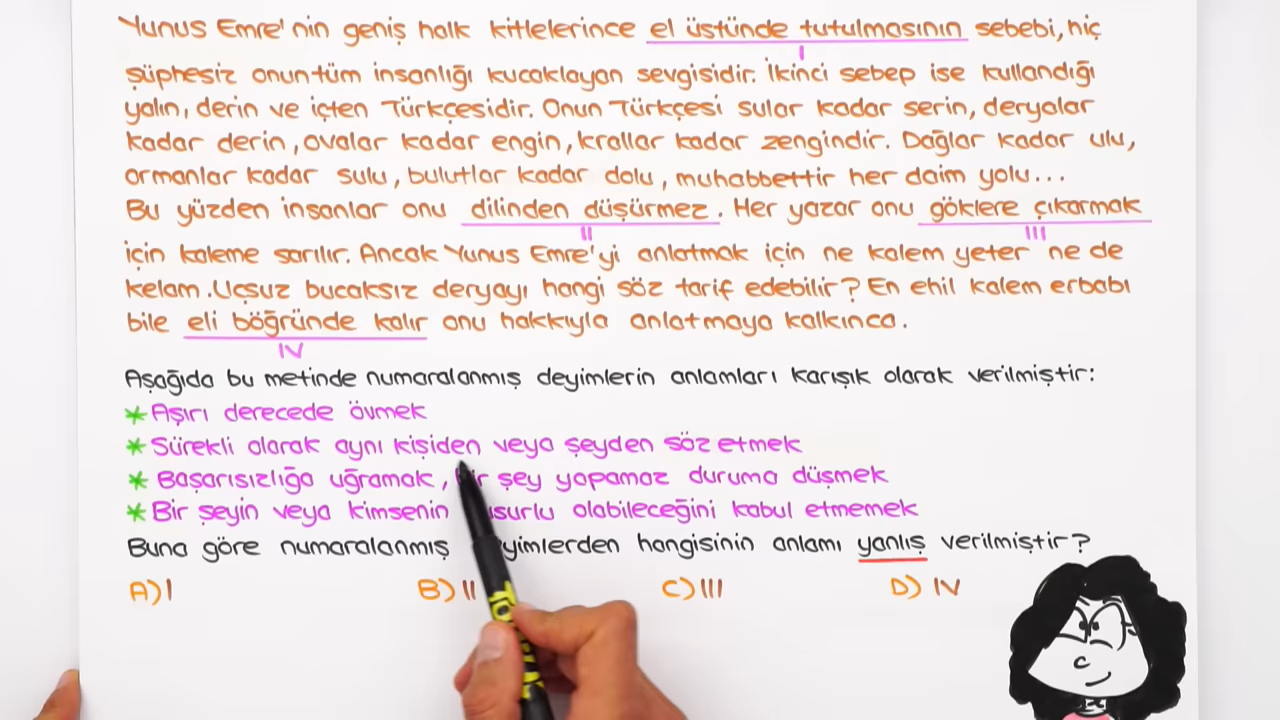 Yunus Emre'nin geniş halk kitlelerince el üstünde tutulmasının sebebi, hiç
I
şüphesiz onun tüm insanlığı kucaklayan sevgisidir. İkinci sebep ise kullandığı
yalın, derin ve içten Türkçesidir. Onun Türkçesi sular kadar serin, deryalar
kadar derin, ovalar kadar engin, krallar kadar zengindir. Dağlar kadar ulu,
ormanlar kadar sulu, bulutlar kadar dolu, muhabbettir her daim yolu...
Bu yüzden insanlar onu dilinden düşürmez. Her yazar onu göklere çıkarmak
II III
için kaleme sarılır. Ancak Yunus Emre'yi anlatmak için ne kalem yeter ne de
kelam. Uçsuz bucaksız deryayı hangi söz tarif edebilir? En ehil kalem erbabı
bile eli böğründe kalır onu hakkıyla anlatmaya kalkınca.
IV
Aşağıda bu metinde numaralanmış deyimlerin anlamları karışık olarak verilmiştir:
* Aşırı derecede övmek
* Sürekli olarak aynı kişiden veya şeyden söz etmek
* Başarısızlığa uğramak, şey yapamaz duruma düşmek
* Bir şeyin veya kimsenin olabileceğini kabul etmemek
Buna göre numaralanmış hangisinin anlamı yanlış verilmiştir?
A) I B) II C) III D) IV